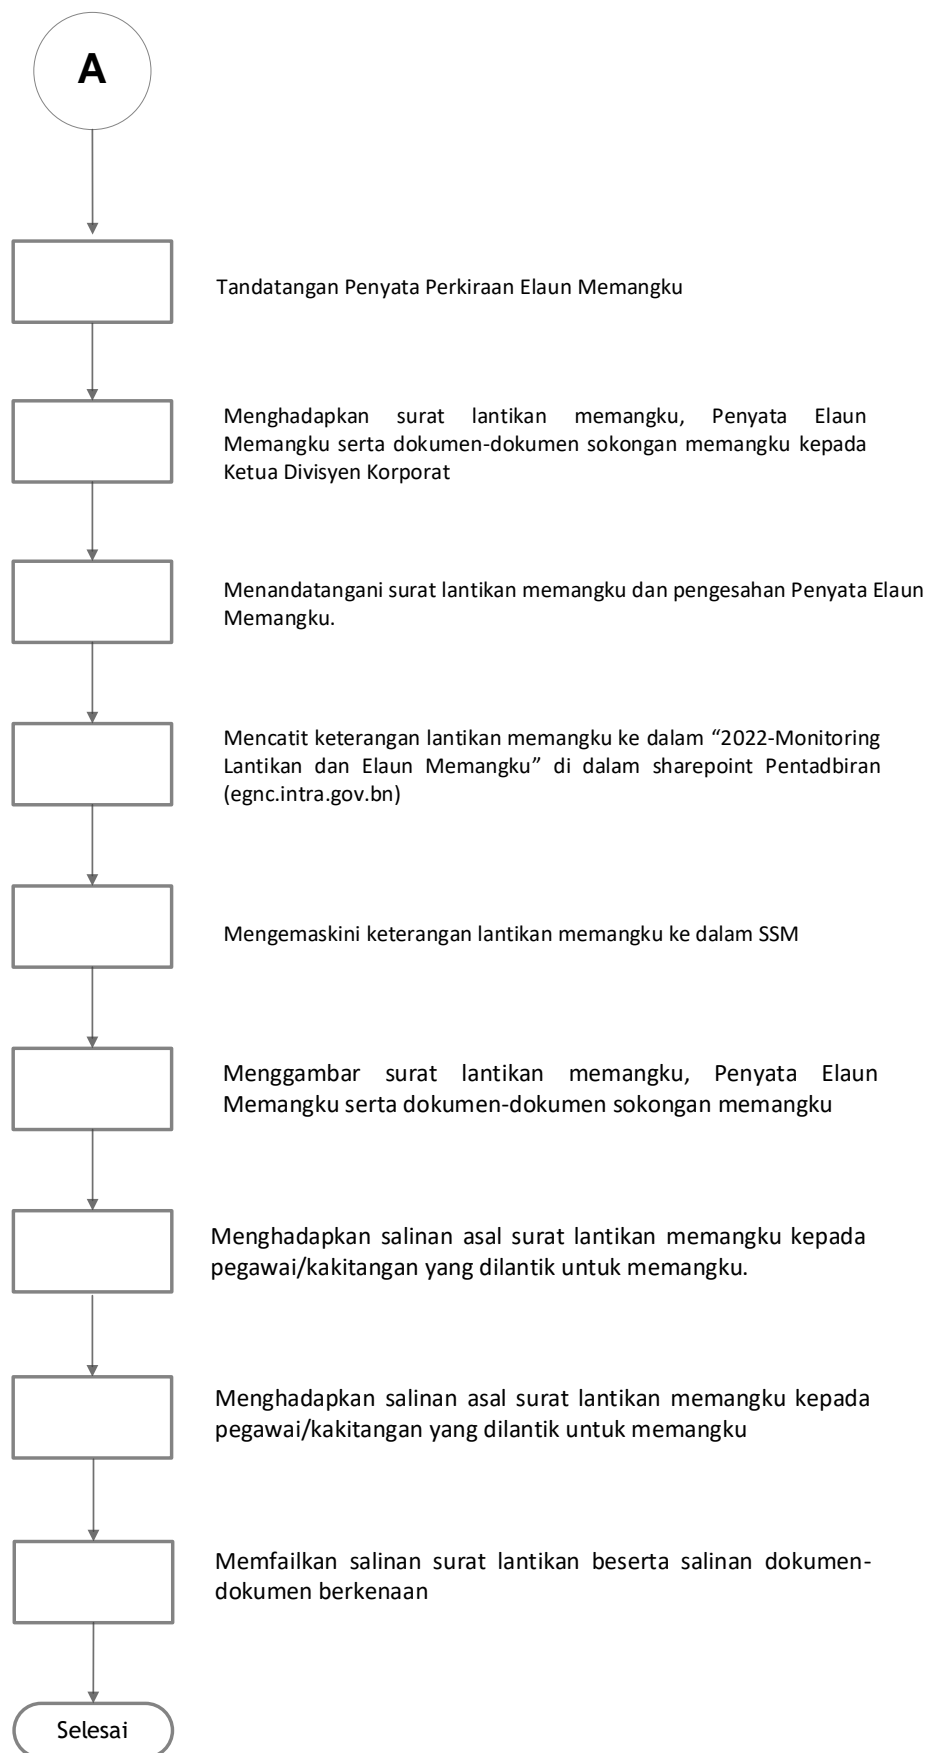 A
Tandatangan Penyata Perkiraan Elaun Memangku
Menghadapkan surat lantikan memangku, Penyata Elaun
Memangku serta dokumen-dokumen sokongan memangku kepada
Ketua Divisyen Korporat
Menandatangani surat lantikan memangku dan pengesahan Penyata Elaun
Memangku.
Mencatit keterangan lantikan memangku ke dalam “2022-Monitoring
Lantikan dan Elaun Memangku” di dalam sharepoint Pentadbiran
(egnc.intra.gov.bn)
Mengemaskini keterangan lantikan memangku ke dalam SSM
Menggambar surat lantikan memangku, Penyata Elaun
Memangku serta dokumen-dokumen sokongan memangku
Menghadapkan salinan asal surat lantikan memangku kepada
pegawai/kakitangan yang dilantik untuk memangku.
Menghadapkan salinan asal surat lantikan memangku kepada
pegawai/kakitangan yang dilantik untuk memangku
Memfailkan salinan surat lantikan beserta salinan dokumen-
dokumen berkenaan
Selesai